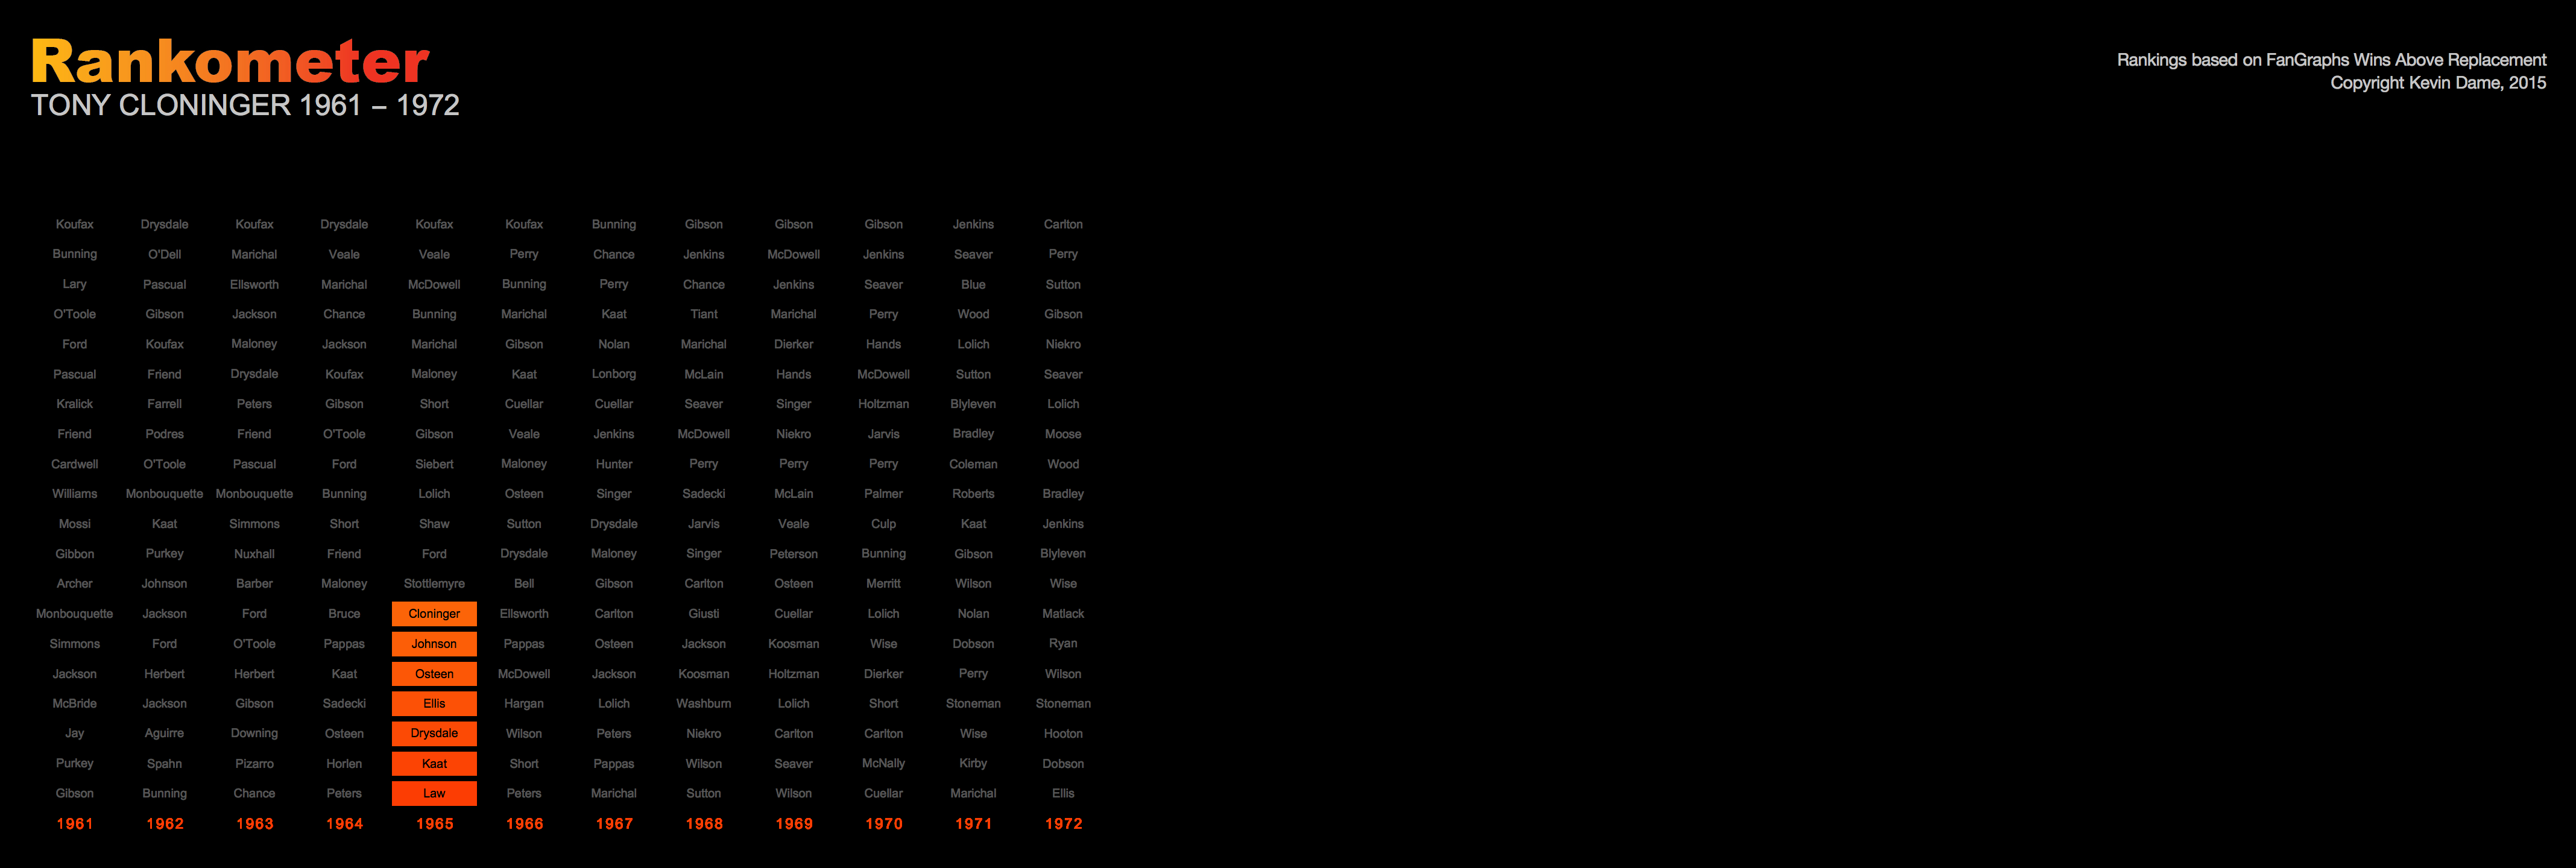 Rankometer
TONY CLONINGER 1961 – 1972
Rankings based on FanGraphs Wins Above Replacement
Copyright Kevin Dame, 2015
Koufax Drysdale Koufax Drysdale Koufax Koufax Bunning Gibson Gibson Gibson Jenkins Carlton
Bunning O'Dell Marichal Veale Veale Perry Chance Jenkins McDowell Jenkins Seaver Perry
Lary Pascual Ellsworth Marichal McDowell Bunning Perry Chance Jenkins Seaver Blue Sutton
O'Toole Gibson Jackson Chance Bunning Marichal Kaat Tiant Marichal Perry Wood Gibson
Ford Koufax Maloney Jackson Marichal Gibson Nolan Marichal Dierker Hands Lolich Niekro
Pascual Friend Drysdale Koufax Maloney Kaat Lonborg McLain Hands McDowell Sutton Seaver
Kralick Farrell Peters Gibson Short Cuellar Cuellar Seaver Singer Holtzman Blyleven Lolich
Friend Podres Friend O'Toole Gibson Veale Jenkins McDowell Niekro Jarvis Bradley Moose
Cardwell O'Toole Pascual Ford Siebert Maloney Hunter Perry Perry Perry Coleman Wood
Williams Monbouquette Monbouquette Bunning Lolich Osteen Singer Sadecki McLain Palmer Roberts Bradley
Mossi Kaat Simmons Short Shaw Sutton Drysdale Jarvis Veale Culp Kaat Jenkins
Gibbon Purkey Nuxhall Friend Ford Drysdale Maloney Singer Peterson Bunning Gibson Blyleven
Archer Johnson Barber Maloney Stottlemyre Bell Gibson Carlton Osteen Merritt Wilson Wise
Monbouquette Jackson Ford Bruce Cloninger Ellsworth Carlton Giusti Cuellar Lolich Nolan Matlack
Simmons Ford O'Toole Pappas Johnson Pappas Osteen Jackson Koosman Wise Dobson Ryan
Jackson Herbert Herbert Kaat Osteen McDowell Jackson Koosman Holtzman Dierker Perry Wilson
McBride Jackson Gibson Sadecki Ellis Hargan Lolich Washburn Lolich Short Stoneman Stoneman
Jay Aguirre Downing Osteen Drysdale Wilson Peters Niekro Carlton Carlton Wise Hooton
Purkey Spahn Pizarro Horlen Kaat Short Pappas Wilson Seaver McNally Kirby Dobson
Gibson Bunning Chance Peters Law Peters Marichal Sutton Wilson Cuellar Marichal Ellis
1961 1962 1963 1964 1965 1966 1967 1968 1969 1970 1971 1972